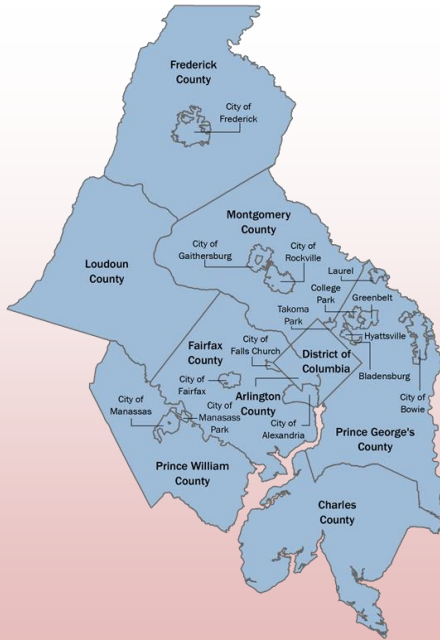 Frederick
County
City of
Frederick
Montgomery
County
City of
Gaithersburg
City of
Rockville
Loudoun
County
Laurel
College
Park
Greenbelt
Takoma
Park
Hyattsville
City of
Falls Church
Fairfax
County
District of
Columbia
Bladensburg
City of
Fairfax
Arlington
County
City of
Bowie
City of
Manassas
City of
Manasass
Park
City of
Alexandria
Prince George's
County
Prince William
County
Charles
County